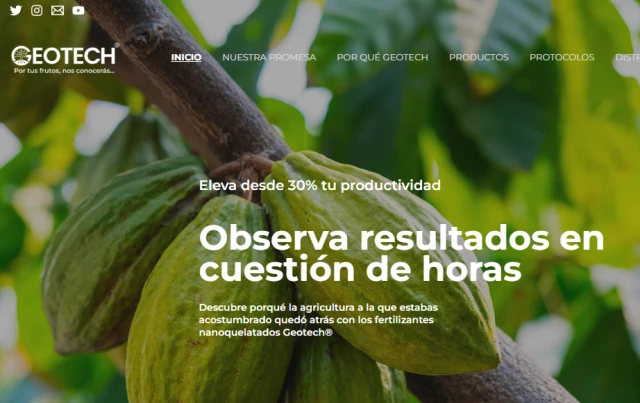 GEOTECH®
Por tus frutos, nos conocerás...
INICIO NUESTRA PROMESA POR QUÉ GEOTECH PRODUCTOS PROTOCOLOS DISTR
Eleva desde 30% tu productividad
Observa resultados en
cuestión de horas
Descubre porqué la agricultura a la que estabas
acostumbrado quedó atrás con los fertilizantes
nanoquelatados Geotech®